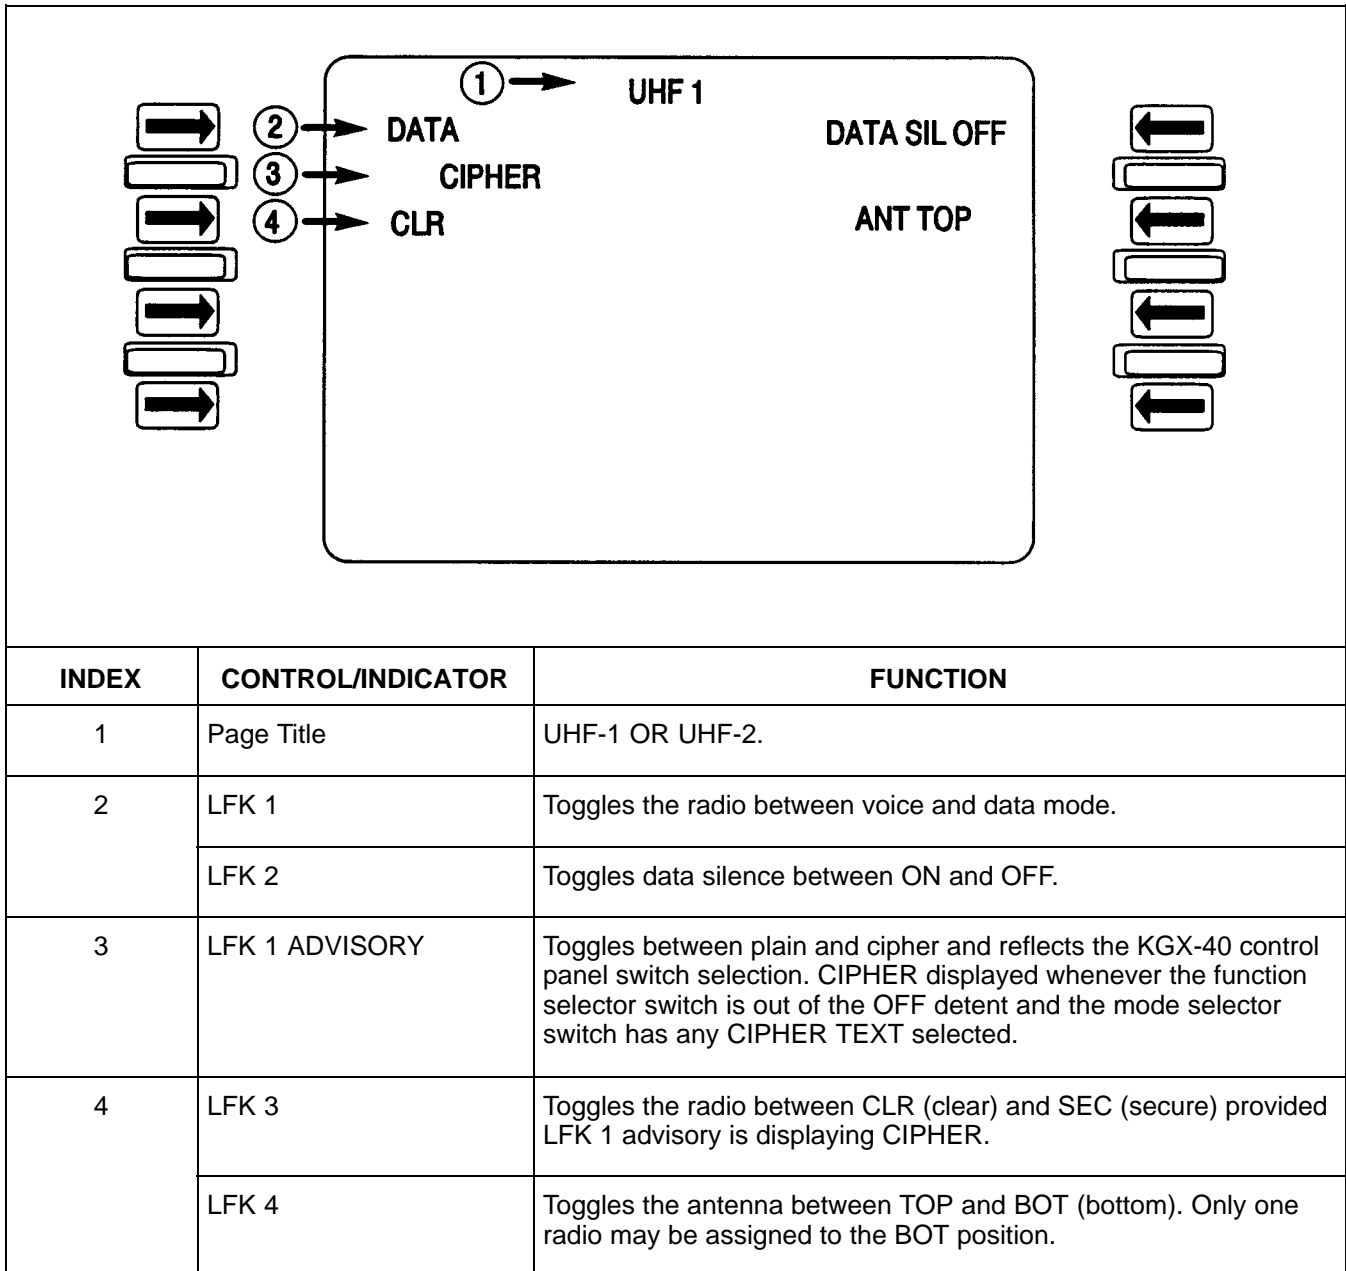 1 UHF 1
2 DATA DATA SIL OFF
3 CIPHER
4 CLR ANT TOP
INDEX CONTROL/INDICATOR FUNCTION
1 Page Title UHF-1 OR UHF-2.
2 LFK 1 Toggles the radio between voice and data mode.
LFK 2 Toggles data silence between ON and OFF.
3 LFK 1 ADVISORY Toggles between plain and cipher and reflects the KGX-40 control
panel switch selection. CIPHER displayed whenever the function
selector switch is out of the OFF detent and the mode selector
switch has any CIPHER TEXT selected.
4 LFK 3 Toggles the radio between CLR (clear) and SEC (secure) provided
LFK 1 advisory is displaying CIPHER.
LFK 4 Toggles the antenna between TOP and BOT (bottom). Only one
radio may be assigned to the BOT position.